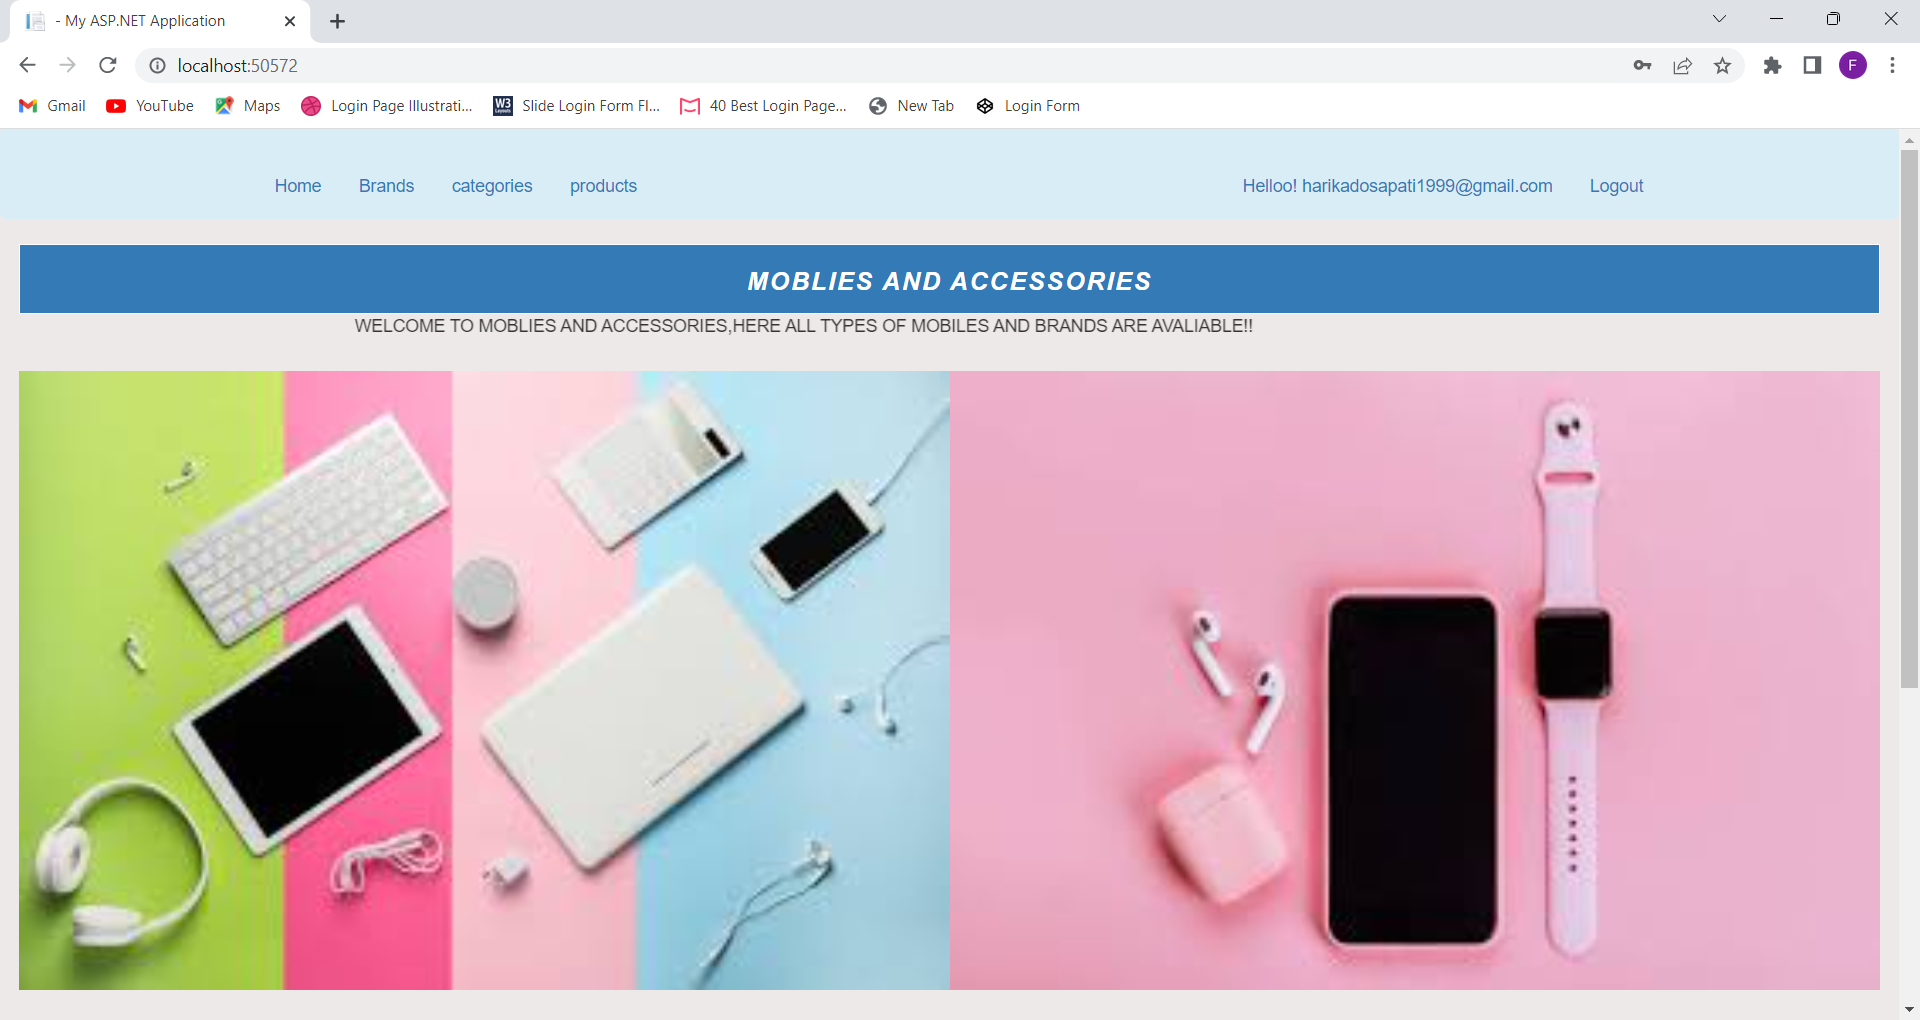 - My ASP.NET Application
localhost:50572
F
Gmail YouTube Maps Login Page Illustrati... W3 Slide Login Form Fl... 40 Best Login Page... New Tab Login Form
Home Brands categories products Helloo! harikadosapati1999@gmail.com Logout
MOBLIES AND ACCESSORIES
WELCOME TO MOBLIES AND ACCESSORIES,HERE ALL TYPES OF MOBILES AND BRANDS ARE AVALIABLE!!